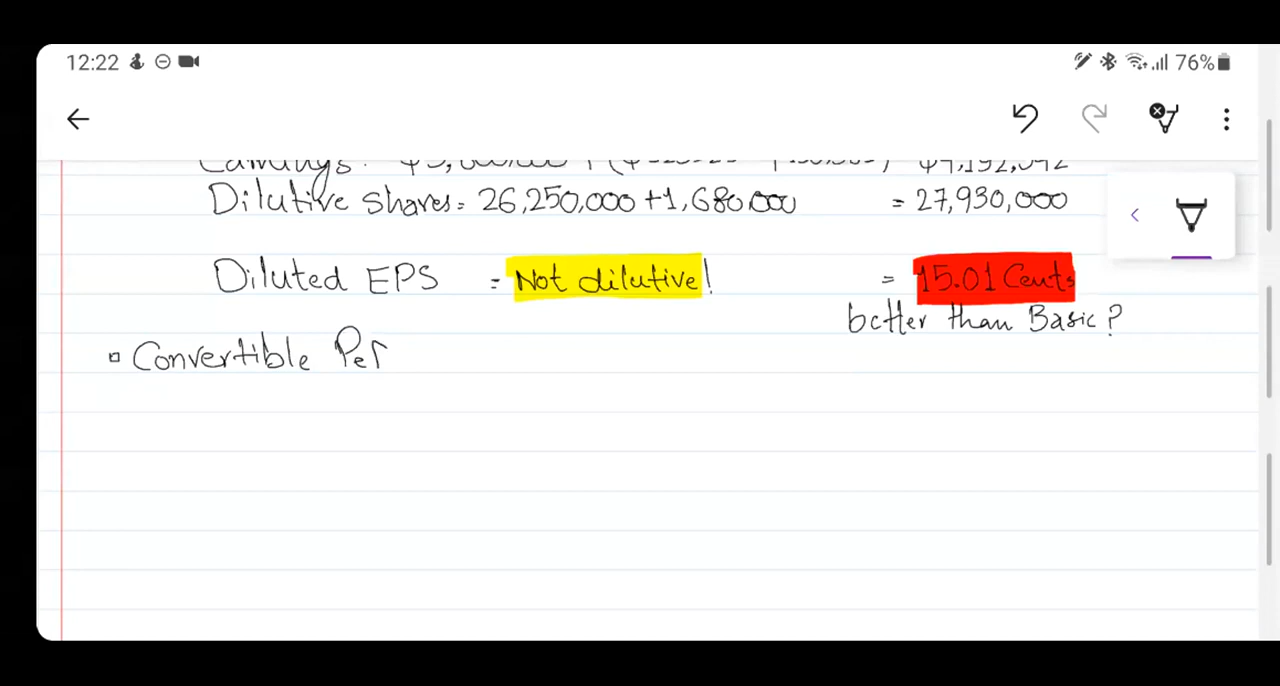 12:22 76%
Dilutive Shares = 26,250,000 + 1,680,000 = 27,930,000
Diluted EPS = Not dilutive! = 15.01 Cents
better than Basic?
Convertible Pef